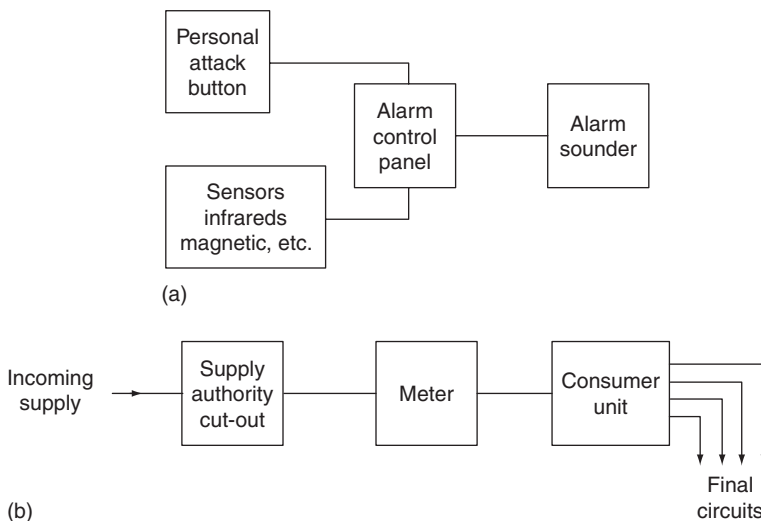 Personal
attack
button
Alarm
control
panel
Alarm
sounder
Sensors
infrareds
magnetic, etc.
(a)
Incoming
supply
Supply
authority
cut-out
Meter
Consumer
unit
Final
circuits
(b)